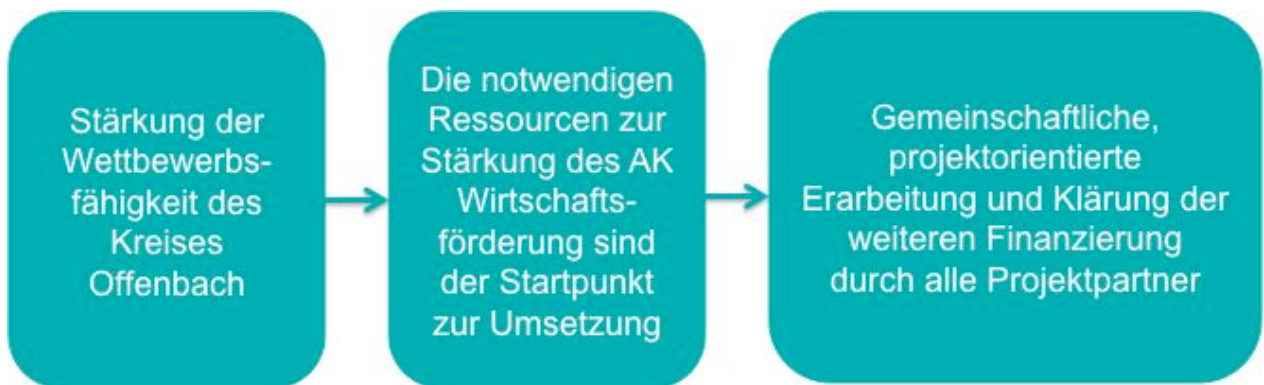 Stärkung der
Wettbewerbs-
fähigkeit des
Kreises
Offenbach
Die notwendigen
Ressourcen zur
Stärkung des AK
Wirtschafts-
förderung sind
der Startpunkt
zur Umsetzung
Gemeinschaftliche,
projektorientierte
Erarbeitung und Klärung der
weiteren Finanzierung
durch alle Projektpartner